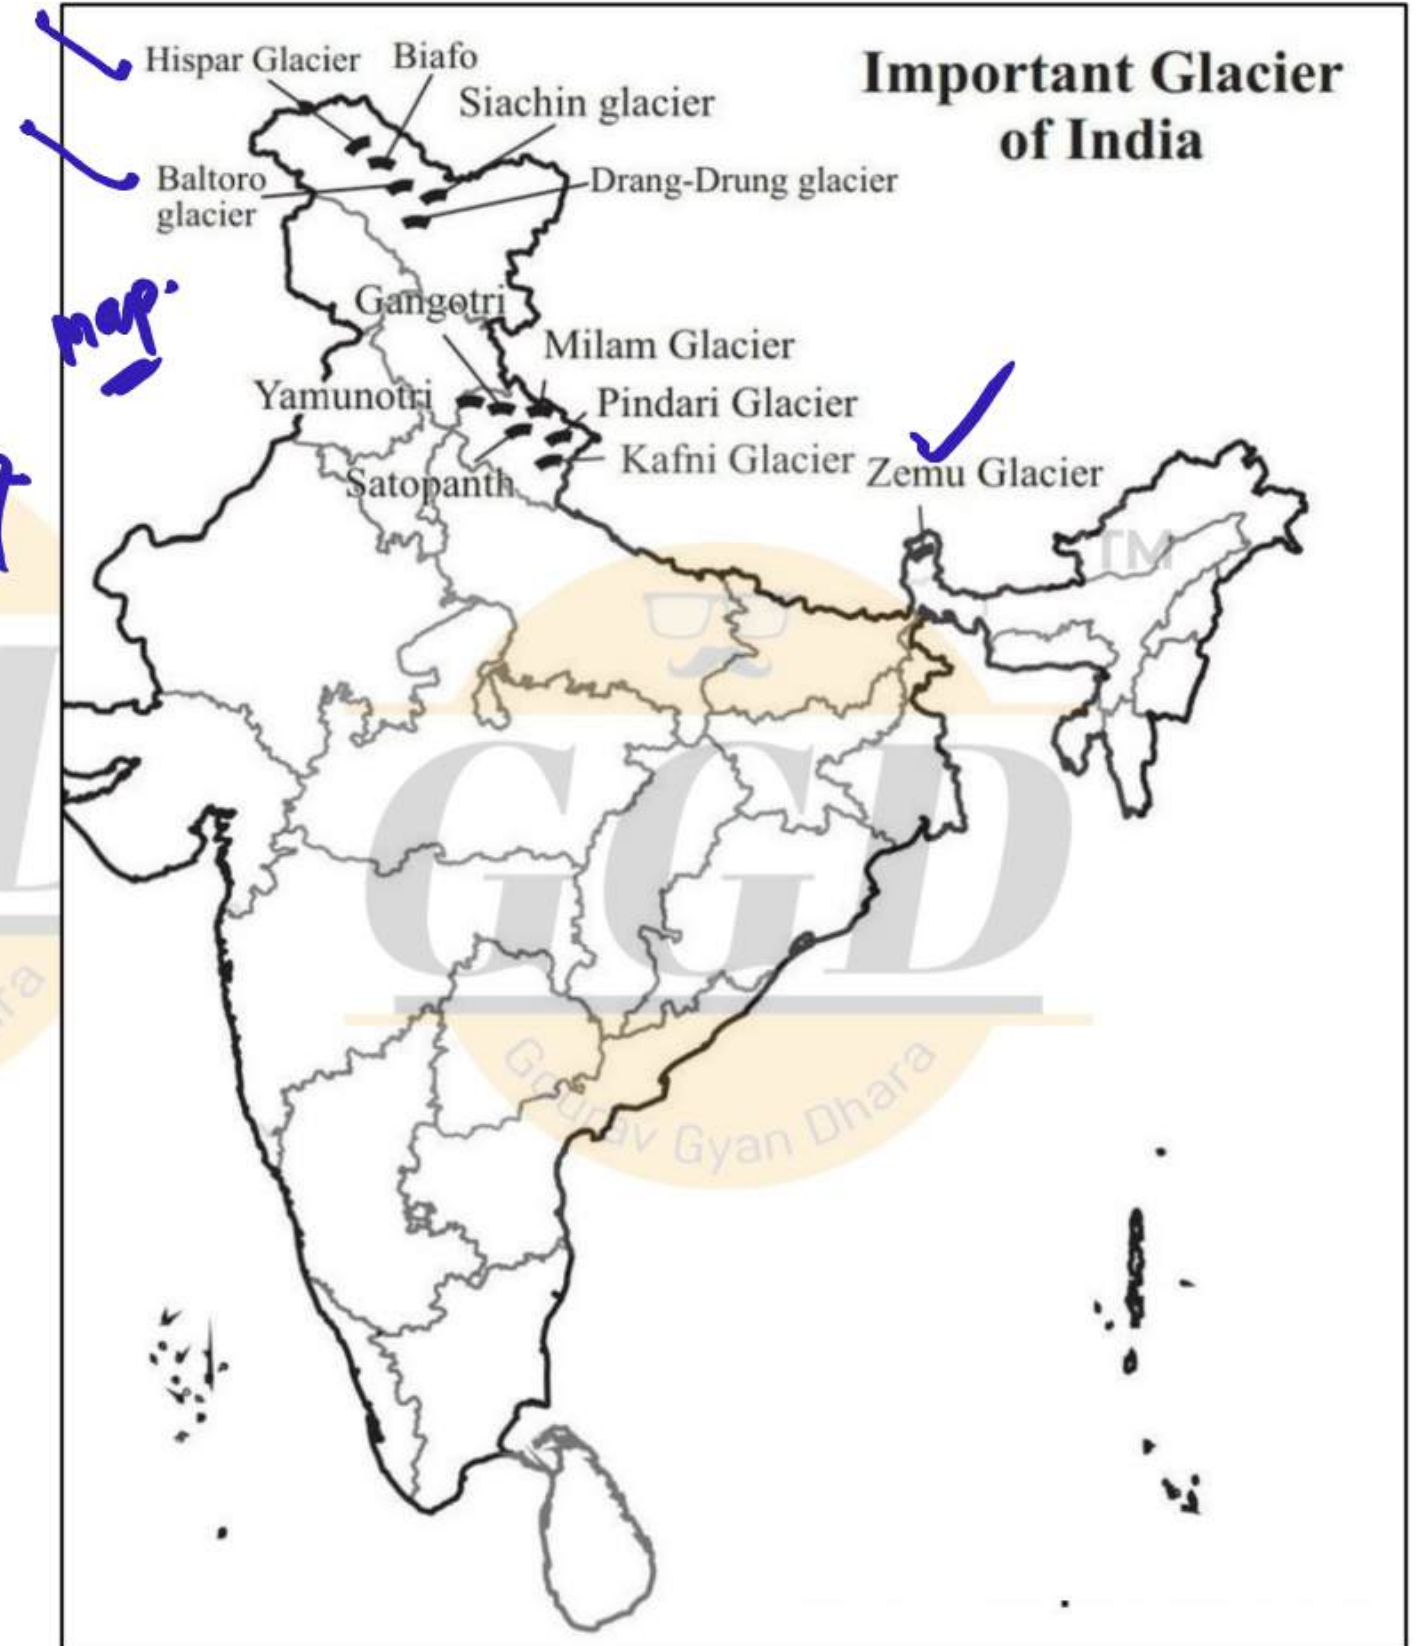 Important Glacier
of India
Hispar Glacier
Biafo
Siachin glacier
Baltoro
glacier
Drang-Drung glacier
map.
Gangotri
Milam Glacier
Yamunotri
Pindari Glacier
Kafni Glacier
Satopanth
Zemu Glacier
TM
GGD
Gourav Gyan Dhara